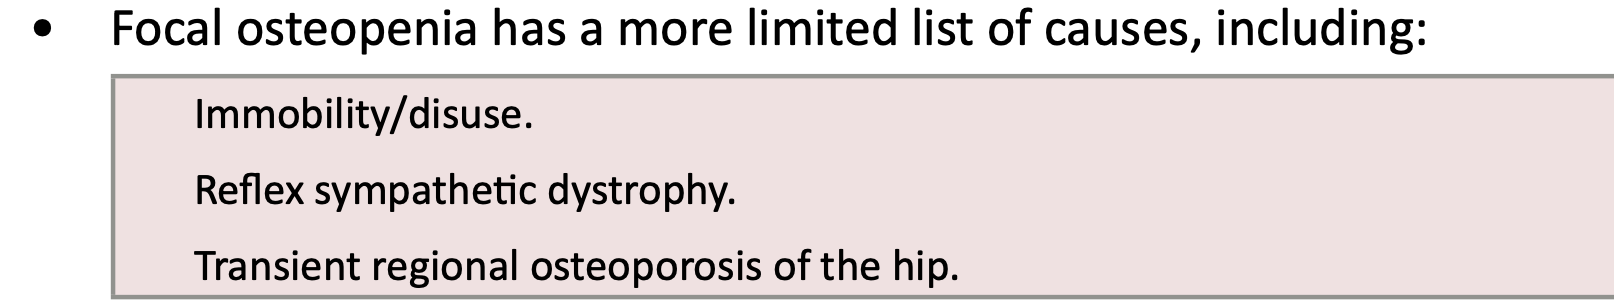 • Focal osteopenia has a more limited list of causes, including:
Immobility/disuse.
Reflex sympathetic dystrophy.
Transient regional osteoporosis of the hip.